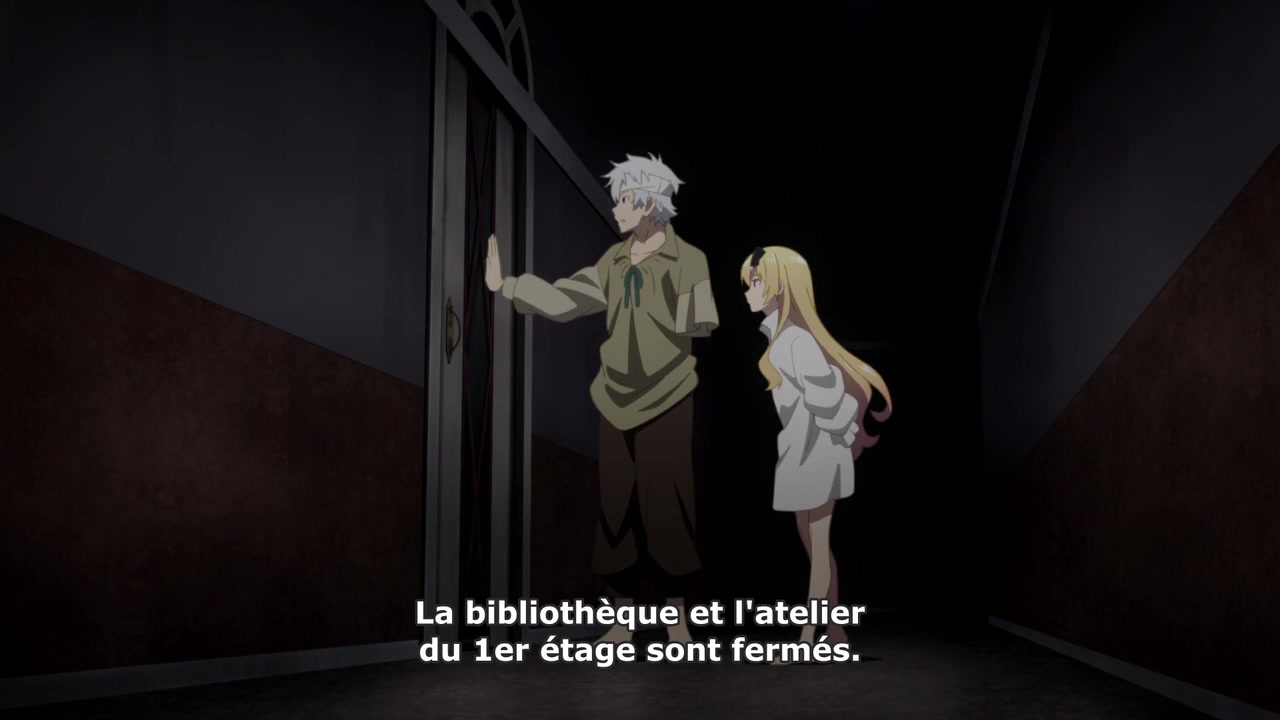 La bibliothèque et l'atelier
du 1er étage sont fermés.